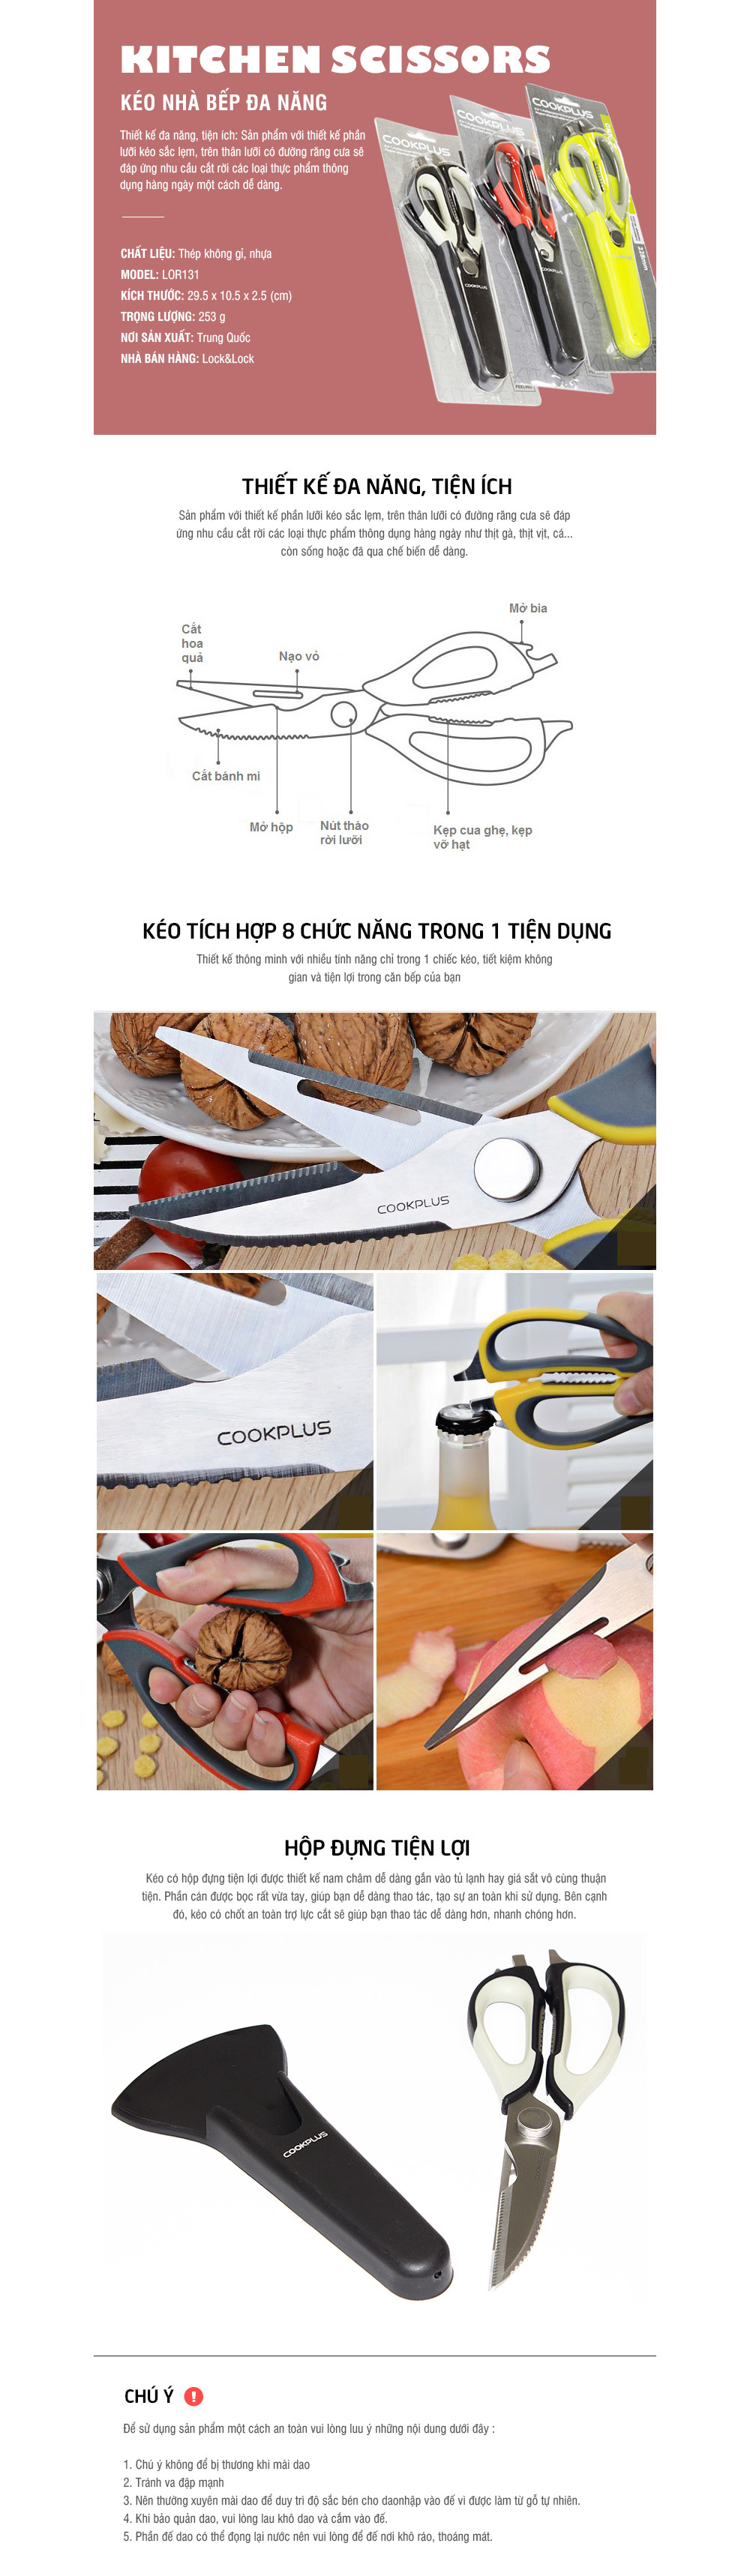 KITCHEN SCISSORS
KÉO NHÀ BẾP ĐA NĂNG
Thiết kế đa năng, tiện ích: Sản phẩm với thiết kế phần
lưỡi kéo sắc lẹm, trên thân lưỡi có đường răng cưa sẽ
đáp ứng nhu cầu cắt rời các loại thực phẩm thông
dụng hàng ngày một cách dễ dàng.
CHẤT LIỆU: Thép không gỉ, nhựa
MODEL: LOR131
KÍCH THƯỚC: 29.5 x 10.5 x 2.5 (cm)
TRỌNG LƯỢNG: 253 g
NƠI SẢN XUẤT: Trung Quốc
NHÀ BÁN HÀNG: Lock&Lock
COOKPLUS
COOKPLUS
COOKPLUS
COOKPLUS
COOKPLUS
THIẾT KẾ ĐA NĂNG, TIỆN ÍCH
Sản phẩm với thiết kế phần lưỡi kéo sắc lẹm, trên thân lưỡi có đường răng cưa sẽ đáp
ứng nhu cầu cắt rời các loại thực phẩm thông dụng hàng ngày như thịt gà, thịt vịt, cá...
còn sống hoặc đã qua chế biến dễ dàng.
Mở bia
Cắt
hoa
quả
Nạo vỏ
Cắt bánh mì
Mở hộp
Nút tháo
rời lưỡi
Kẹp cua ghẹ, kẹp
vỡ hạt
KÉO TÍCH HỢP 8 CHỨC NĂNG TRONG 1 TIỆN DỤNG
Thiết kế thông minh với nhiều tính năng chỉ trong 1 chiếc kéo, tiết kiệm không
gian và tiện lợi trong căn bếp của bạn
COOKPLUS
COOKPLUS
HỘP ĐỰNG TIỆN LỢI
Kéo có hộp đựng tiện lợi được thiết kế nam châm dễ dàng gắn vào tủ lạnh hay giá sắt vô cùng thuận
tiện. Phần cán được bọc rất vừa tay, giúp bạn dễ dàng thao tác, tạo sự an toàn khi sử dụng. Bên cạnh
đó, kéo có chốt an toàn trợ lực cắt sẽ giúp bạn thao tác dễ dàng hơn, nhanh chóng hơn.
COOKPLUS
CHÚ Ý !
Để sử dụng sản phẩm một cách an toàn vui lòng lưu ý những nội dung dưới đây :
1. Chú ý không để bị thương khi mài dao
2. Tránh va đập mạnh
3. Nên thường xuyên mài dao để duy trì độ sắc bén cho daonhập vào đế vì được làm từ gỗ tự nhiên.
4. Khi bảo quản dao, vui lòng lau khô dao và cắm vào đế.
5. Phần đế dao có thể đọng lại nước nên vui lòng để đế nơi khô ráo, thoáng mát.